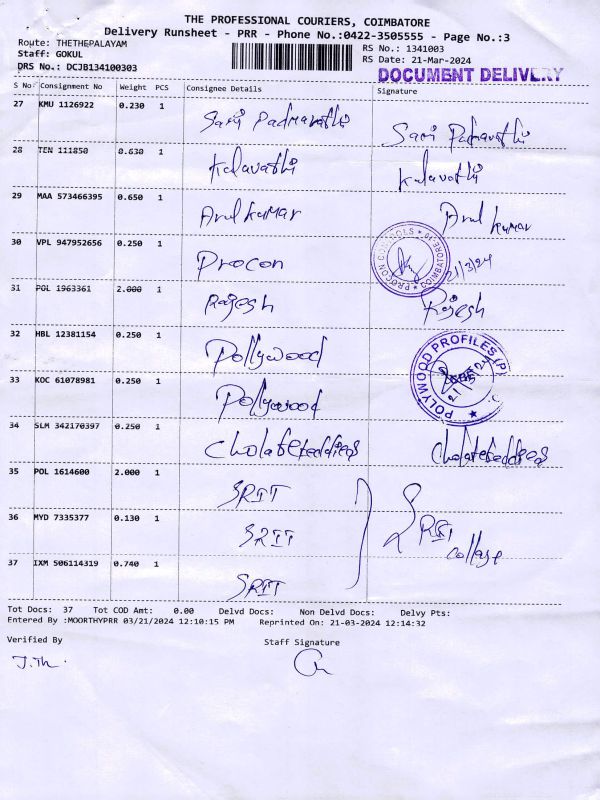 THE PROFESSIONAL COURIERS, COIMBATORE
Delivery Runsheet - PRR - Phone No.:0422-3505555 - Page No.:3
Route: THETHEPALAYAM RS No.: 1341003
Staff: GOKUL RS Date: 21-Mar-2024
DRS No.: DCJB134100303 DOCUMENT DELIVERY
S No Consignment No Weight PCS Consignee Details Signature
27 KMU 1126922 0.230 1 Padmavathi Padmavathi
28 TEN 111850 0.630 1 Kalavathi Kalavathi
29 MAA 573466395 0.650 1 Arul kumar Arul kumar
30 VPL 947952656 0.250 1 Procon PROCON CONTROLS ★ COIMBATORE 21/3/24
31 POL 1963361 2.000 1 Rajesh Rajesh
32 HBL 12381154 0.250 1 Pollywood POLYWOOD PROFILES (P)
33 KOC 61078981 0.250 1 Pollywood
34 SLM 342170397 0.250 1
35 POL 1614600 2.000 1 SRIT
36 MYD 7335377 0.130 1 SRIT College
37 IXM 506114319 0.740 1 SRIT
Tot Docs: 37 Tot COD Amt: 0.00 Delvd Docs: Non Delvd Docs: Delvy Pts:
Entered By :MOORTHYPRR 03/21/2024 12:10:15 PM Reprinted On: 21-03-2024 12:14:32
Verified By Staff Signature